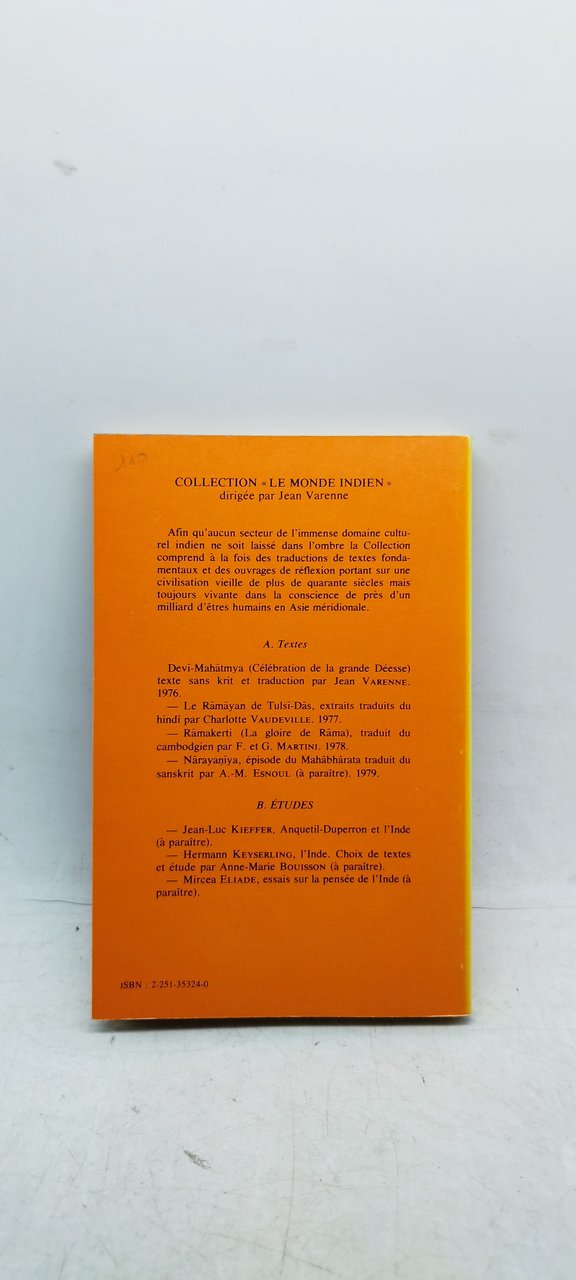 110
COLLECTION « LE MONDE INDIEN »
dirigée par Jean Varenne
Afin qu'aucun secteur de l'immense domaine cultu-
rel indien ne soit laissé dans l'ombre la Collection
comprend à la fois des traductions de textes fonda-
mentaux et des ouvrages de réflexion portant sur une
civilisation vieille de plus de quarante siècles mais
toujours vivante dans la conscience de près d'un
milliard d'êtres humains en Asie méridionale.
A. Textes
Devī-Mahātmya (Célébration de la grande Déesse)
texte sans krit et traduction par Jean VARENNE.
1976.
— Le Rāmāyan de Tulsī-Dās, extraits traduits du
hindī par Charlotte VAUDEVILLE. 1977.
— Rāmakerti (La gloire de Rāma), traduit du
cambodgien par F. et G. MARTINI. 1978.
— Nārayaṇīya, épisode du Mahābhārata traduit du
sanskrit par A.-M. ESNOUL (à paraître). 1979.
B. ÉTUDES
— Jean-Luc KIEFFER, Anquetil-Duperron et l'Inde
(à paraître).
— Hermann KEYSERLING, l'Inde. Choix de textes
et étude par Anne-Marie BOUISSON (à paraître).
— Mircea ELIADE, essais sur la pensée de l'Inde (à
paraître).
ISBN : 2-251-35324-0